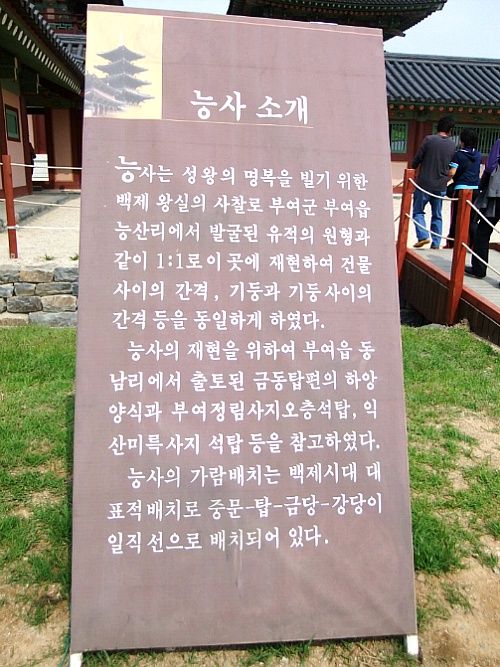 능사 소개
능사는 성왕의 명복을 빌기 위한
백제 왕실의 사찰로 부여군 부여읍
능산리에서 발굴된 유적의 원형과
같이 1:1로 이 곳에 재현하여 건물
사이의 간격, 기둥과 기둥사이의
간격 등을 동일하게 하였다.
능사의 재현을 위하여 부여읍 동
남리에서 출토된 금동탑편의 하앙
양식과 부여정림사지오층석탑, 익
산미륵사지 석탑 등을 참고하였다.
능사의 가람배치는 백제시대 대
표적배치로 중문-탑-금당-강당이
일직선으로 배치되어 있다.